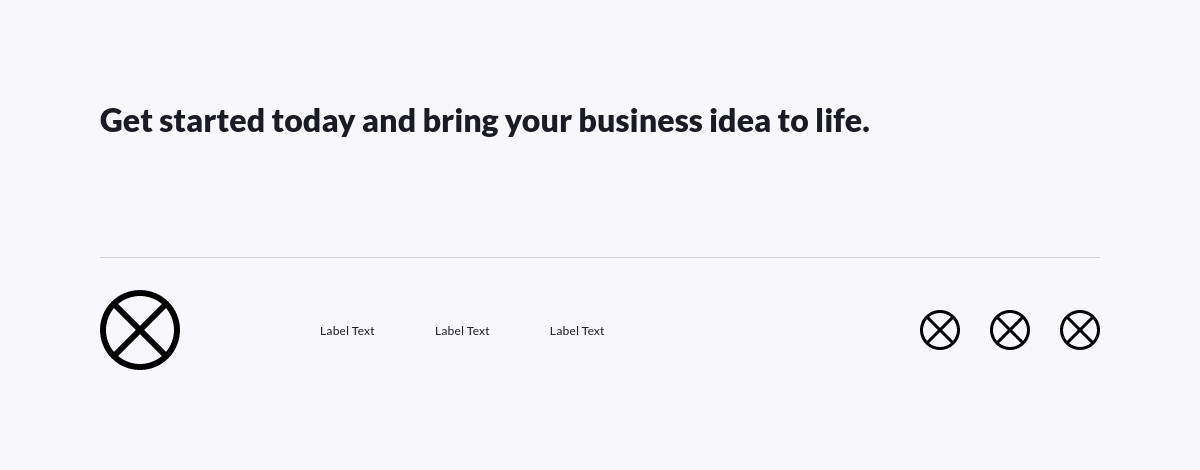 Get started today and bring your business idea to life.
Label Text Label Text Label Text